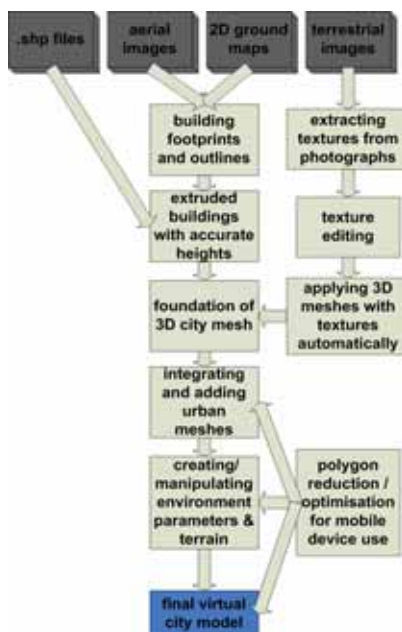 .shp files
aerial
images
2D ground
maps
terrestrial
images
building
footprints
and outlines
extracting
textures from
photographs
extruded
buildings
with accurate
heights
texture
editing
foundation of
3D city mesh
applying 3D
meshes with
textures
automatically
integrating
and adding
urban
meshes
creating/
manipulating
environment
parameters &
terrain
polygon
reduction /
optimisation
for mobile
device use
final virtual
city model